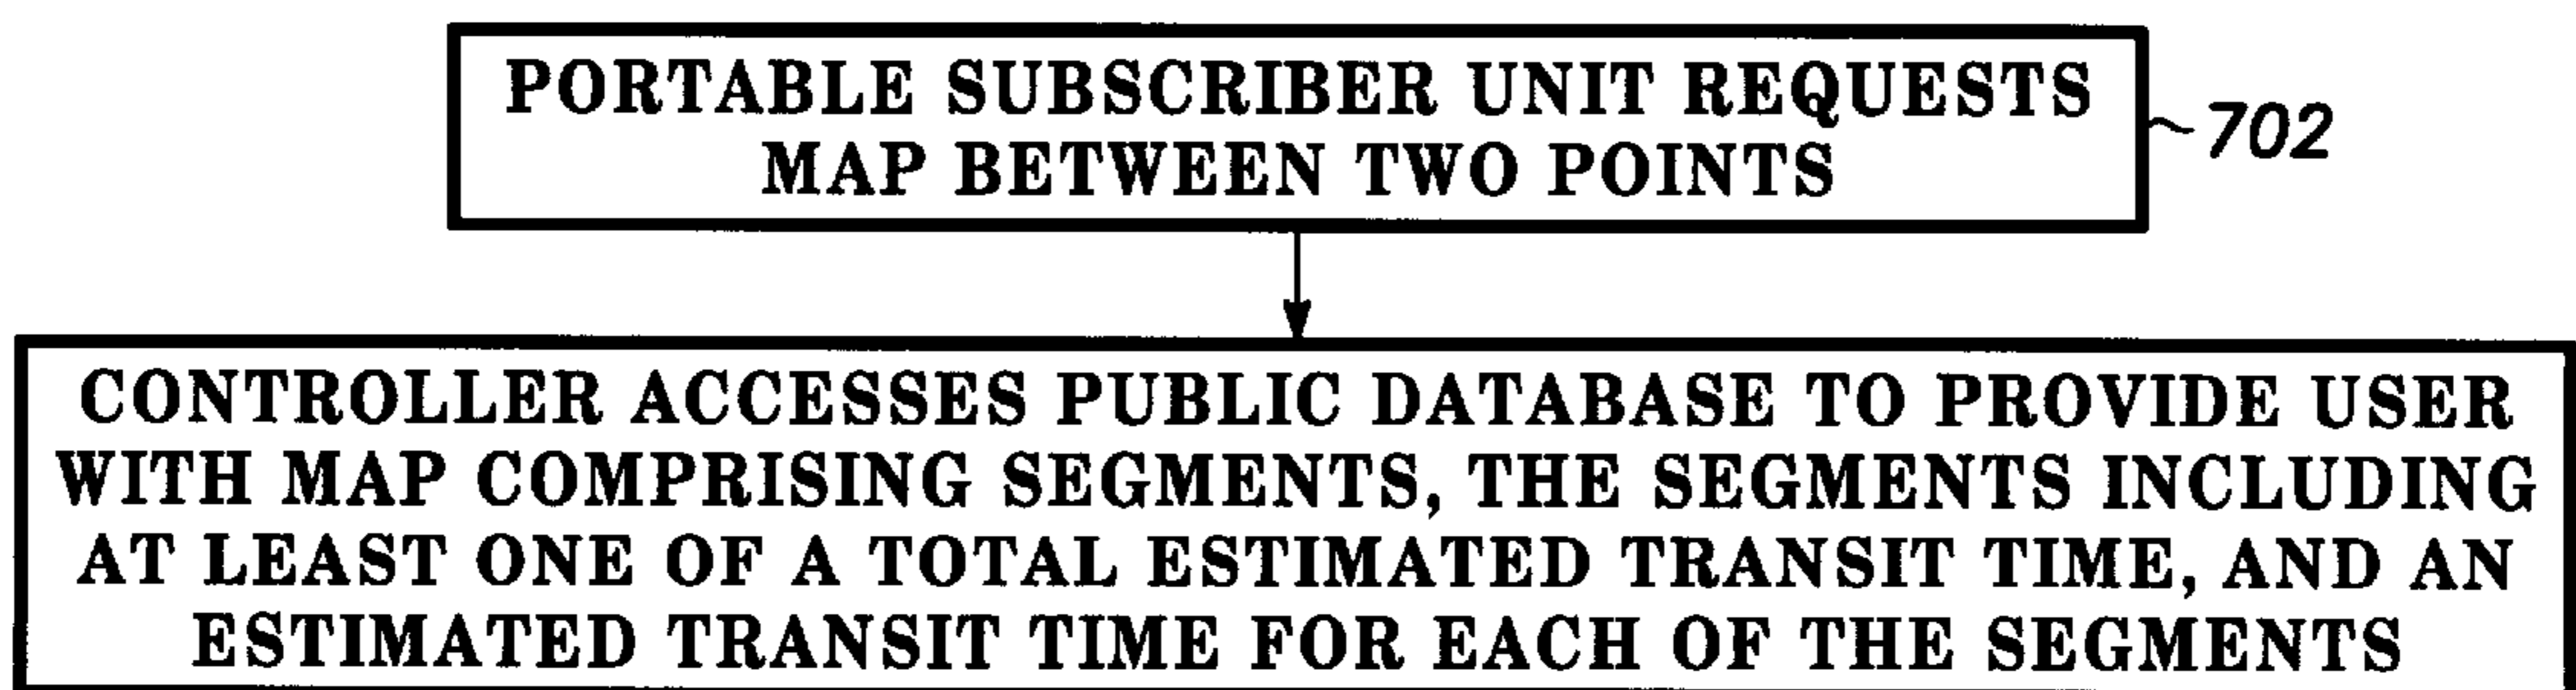 PORTABLE SUBSCRIBER UNIT REQUESTS
MAP BETWEEN TWO POINTS
702
CONTROLLER ACCESSES PUBLIC DATABASE TO PROVIDE USER
WITH MAP COMPRISING SEGMENTS, THE SEGMENTS INCLUDING
AT LEAST ONE OF A TOTAL ESTIMATED TRANSIT TIME, AND AN
ESTIMATED TRANSIT TIME FOR EACH OF THE SEGMENTS